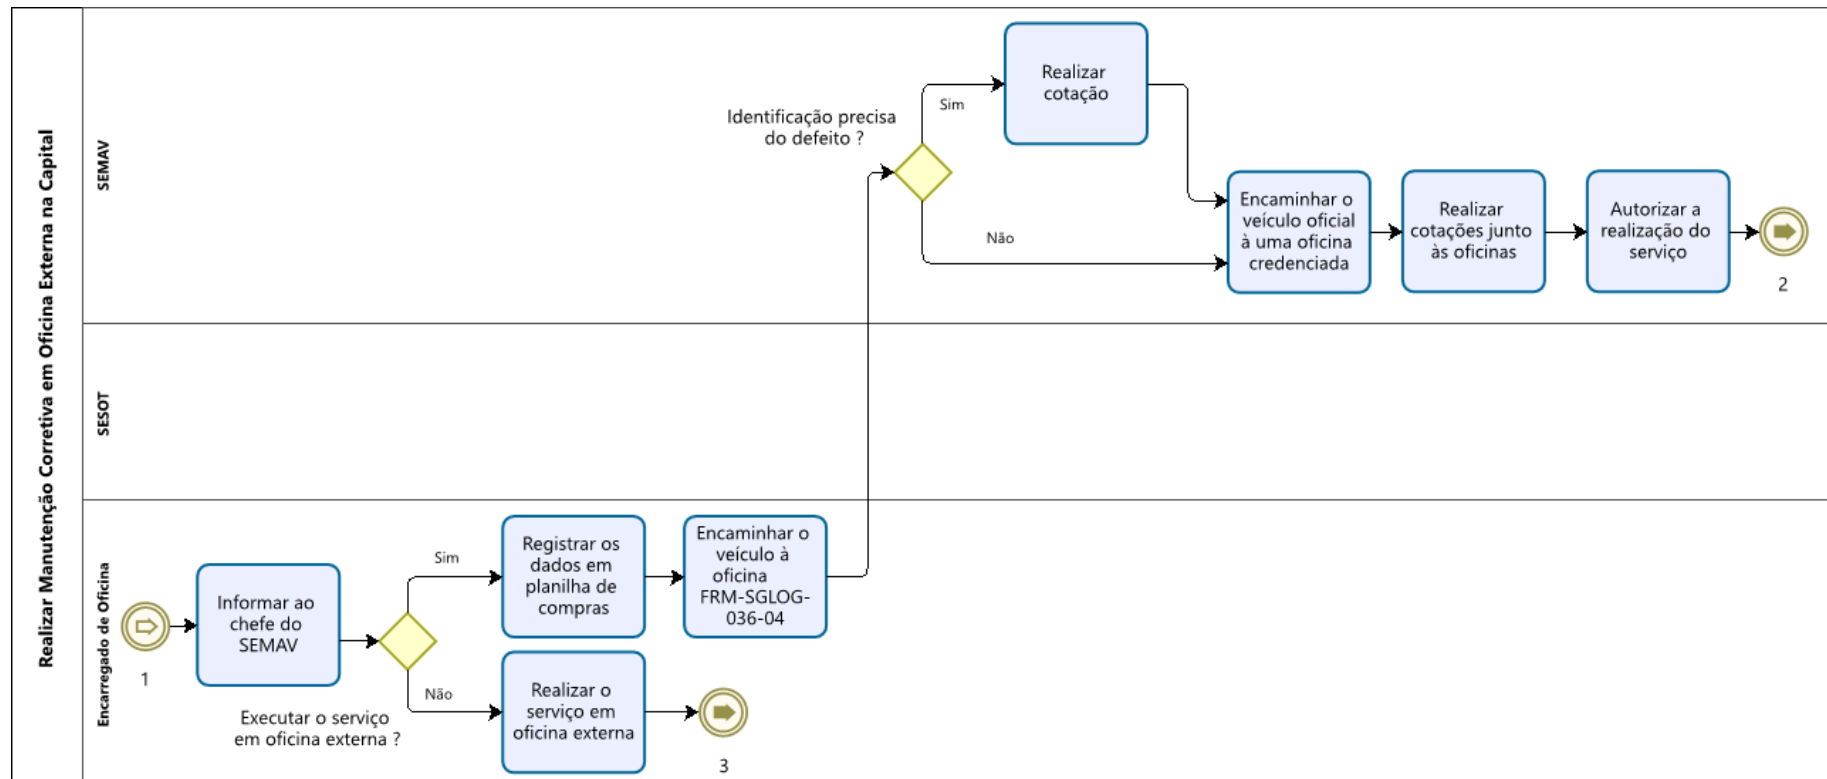 Realizar Manutenção Corretiva em Oficina Externa na Capital
SEMAV
Identificação precisa
do defeito ?
Sim
Realizar
cotação
Não
Encaminhar o
veículo oficial
à uma oficina
credenciada
Realizar
cotações junto
às oficinas
Autorizar a
realização do
serviço
2
SESOT
Encarregado de Oficina
1
Informar ao
chefe do
SEMAV
Executar o serviço
em oficina externa ?
Sim
Registrar os
dados em
planilha de
compras
Encaminhar o
veículo à
oficina
FRM-SGLOG-
036-04
Não
Realizar o
serviço em
oficina externa
3